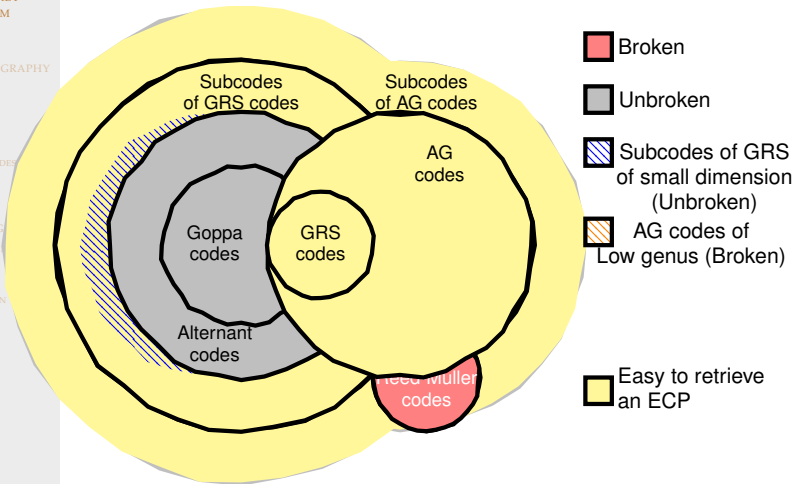 M
GRAPHY
DES
N
Subcodes
of GRS codes
Subcodes
of AG codes
AG
codes
Goppa
codes
GRS
codes
Alternant
codes
Reed-Muller
codes
Broken
Unbroken
Subcodes of GRS
of small dimension
(Unbroken)
AG codes of
Low genus (Broken)
Easy to retrieve
an ECP